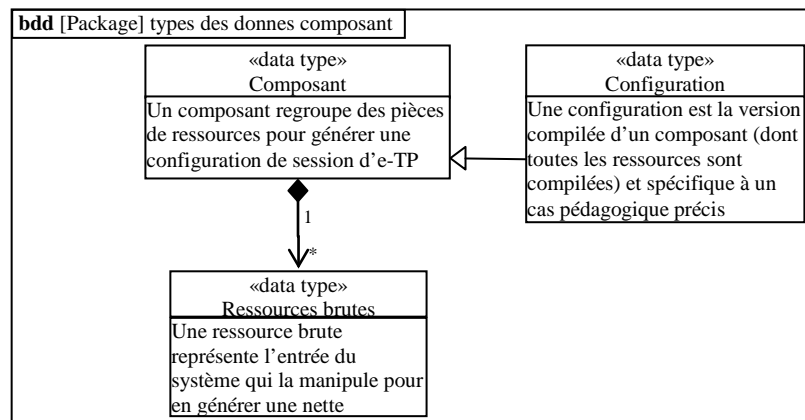 bdd [Package] types des donnes composant
«data type»
Composant
Un composant regroupe des pièces
de ressources pour générer une
configuration de session d’e-TP
«data type»
Configuration
Une configuration est la version
compilée d’un composant (dont
toutes les ressources sont
compilées) et spécifique à un
cas pédagogique précis
1
*
«data type»
Ressources brutes
Une ressource brute
représente l’entrée du
système qui la manipule pour
en générer une nette